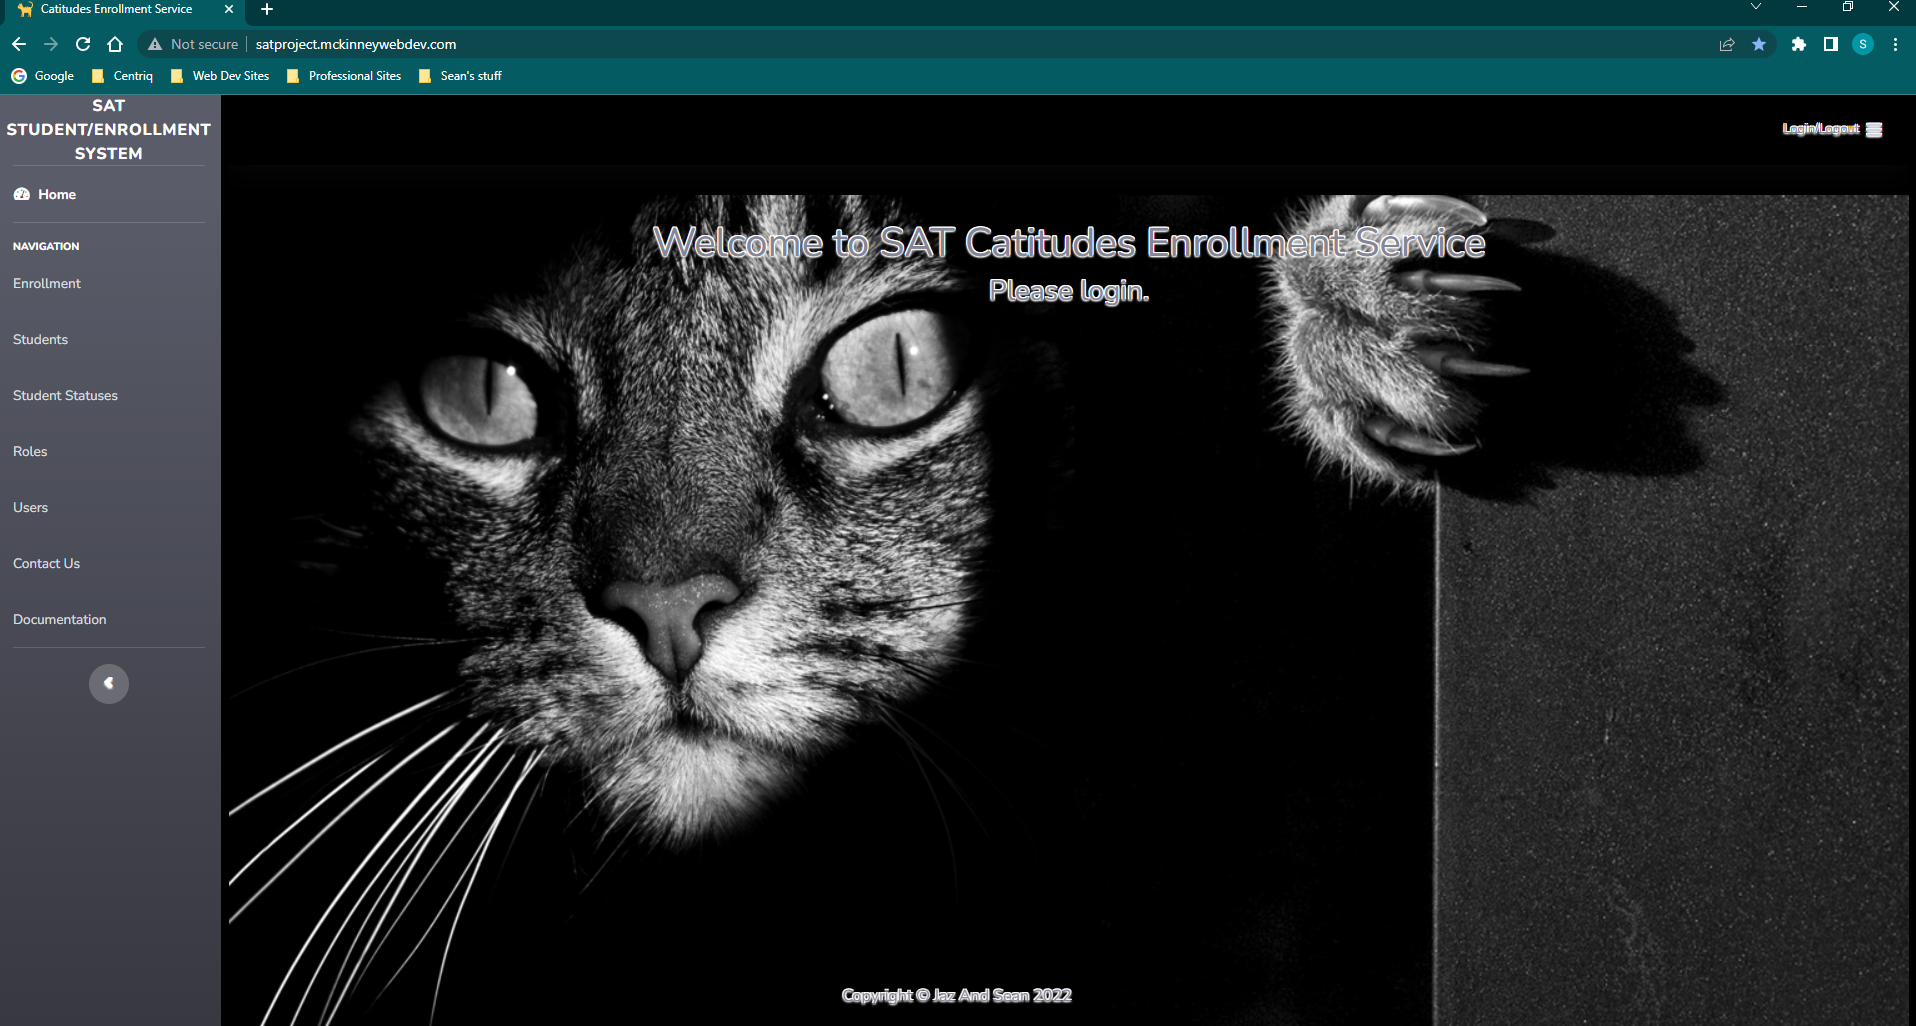 Catitudes Enrollment Service
Not secure
satproject.mckinneywebdev.com
S
Google
Centriq
Web Dev Sites
Professional Sites
Sean's stuff
SAT
STUDENT/ENROLLMENT
SYSTEM
Home
NAVIGATION
Enrollment
Students
Student Statuses
Roles
Users
Contact Us
Documentation
Login/Logout
Welcome to SAT Catitudes Enrollment Service
Please login.
Copyright © Jaz And Sean 2022